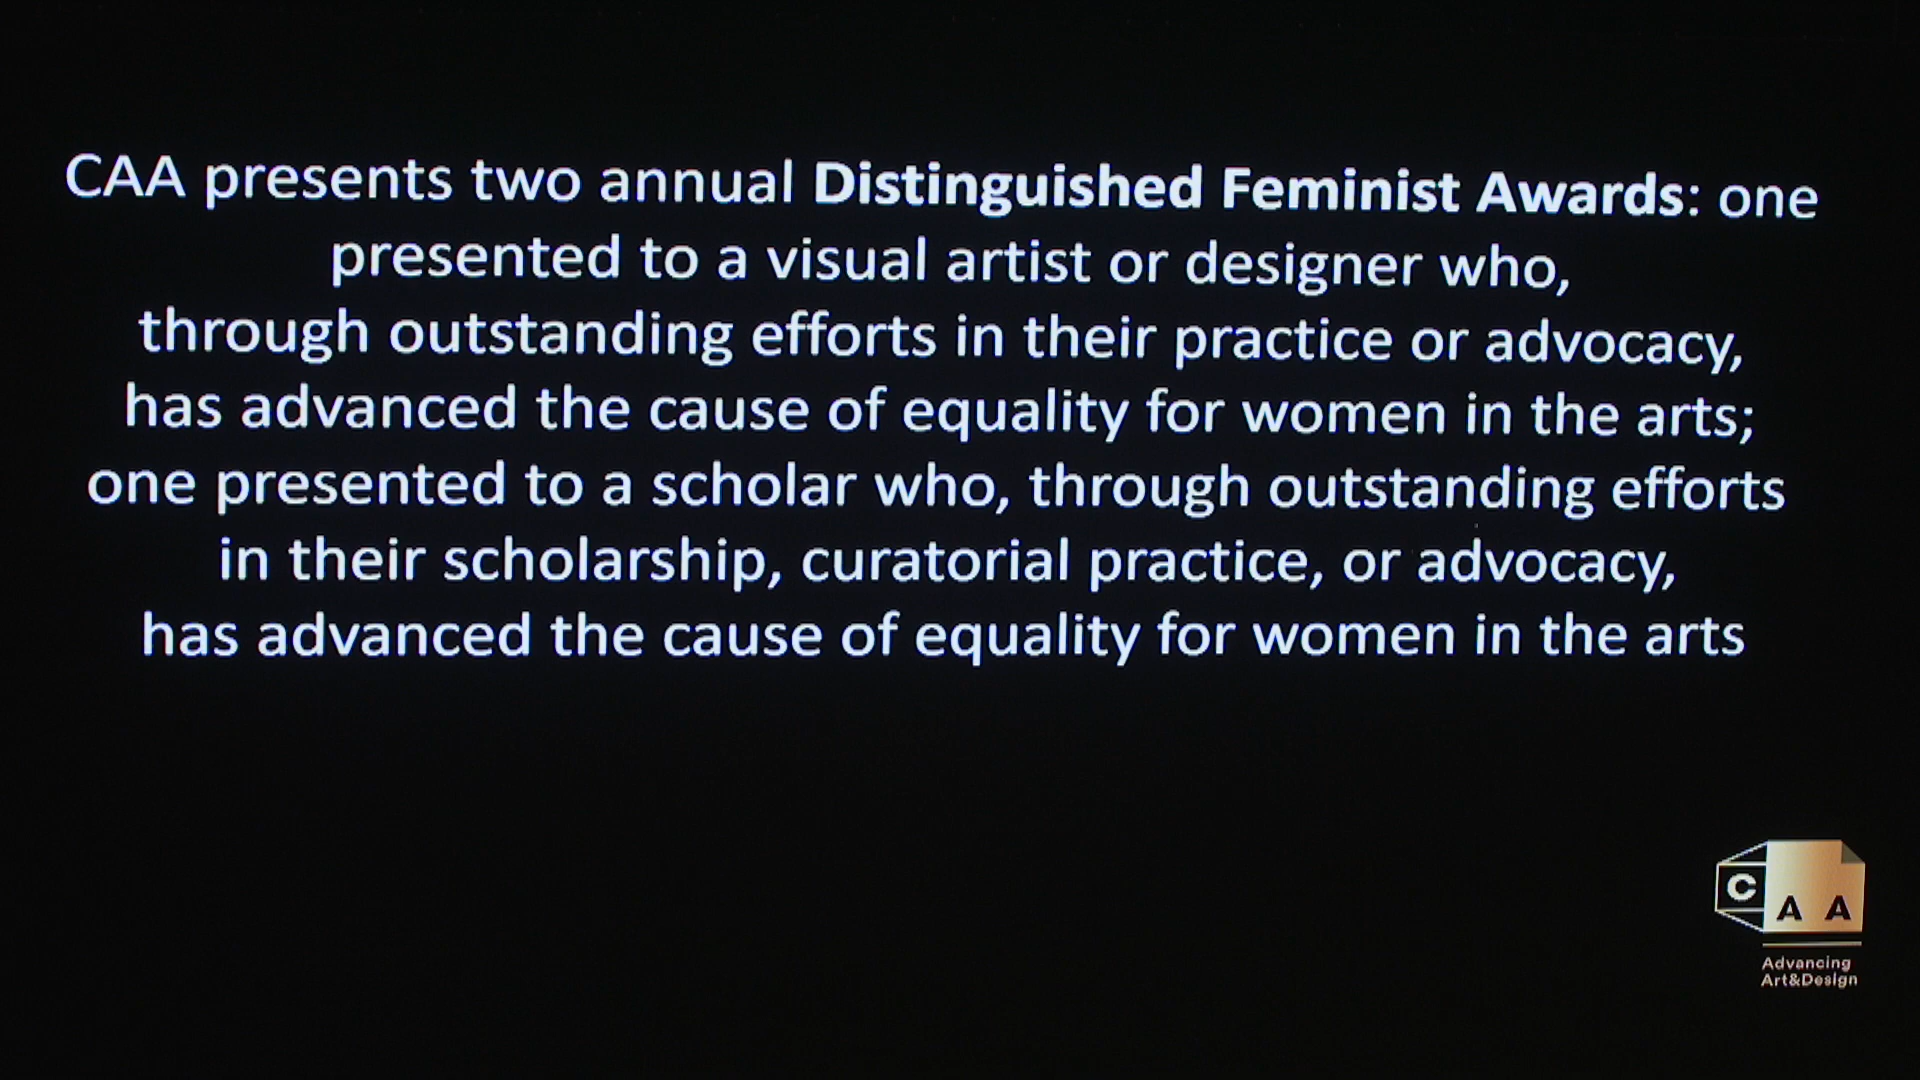 CAA presents two annual Distinguished Feminist Awards: one
presented to a visual artist or designer who,
through outstanding efforts in their practice or advocacy,
has advanced the cause of equality for women in the arts;
one presented to a scholar who, through outstanding efforts
in their scholarship, curatorial practice, or advocacy,
has advanced the cause of equality for women in the arts
C A A
Advancing
Art&Design